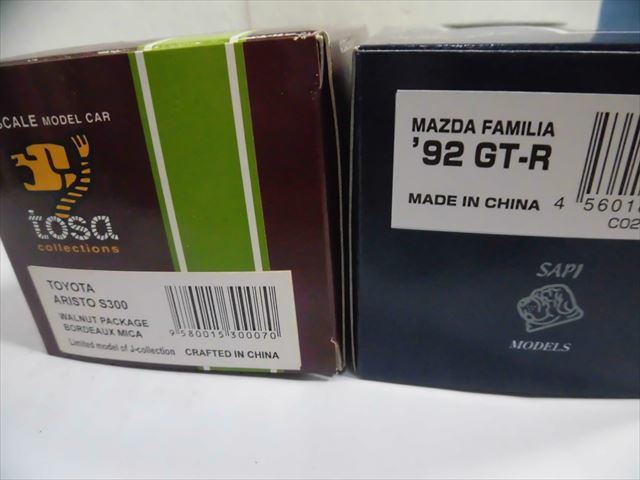 SCALE MODEL CAR
tosa
collections
TOYOTA
ARISTO S300
WALNUT PACKAGE
BORDEAUX MICA
9 580015 300070
Limited model of J-collection CRAFTED IN CHINA
MAZDA FAMILIA
'92 GT-R
MADE IN CHINA
4 5601
C02
SAPI
MODELS